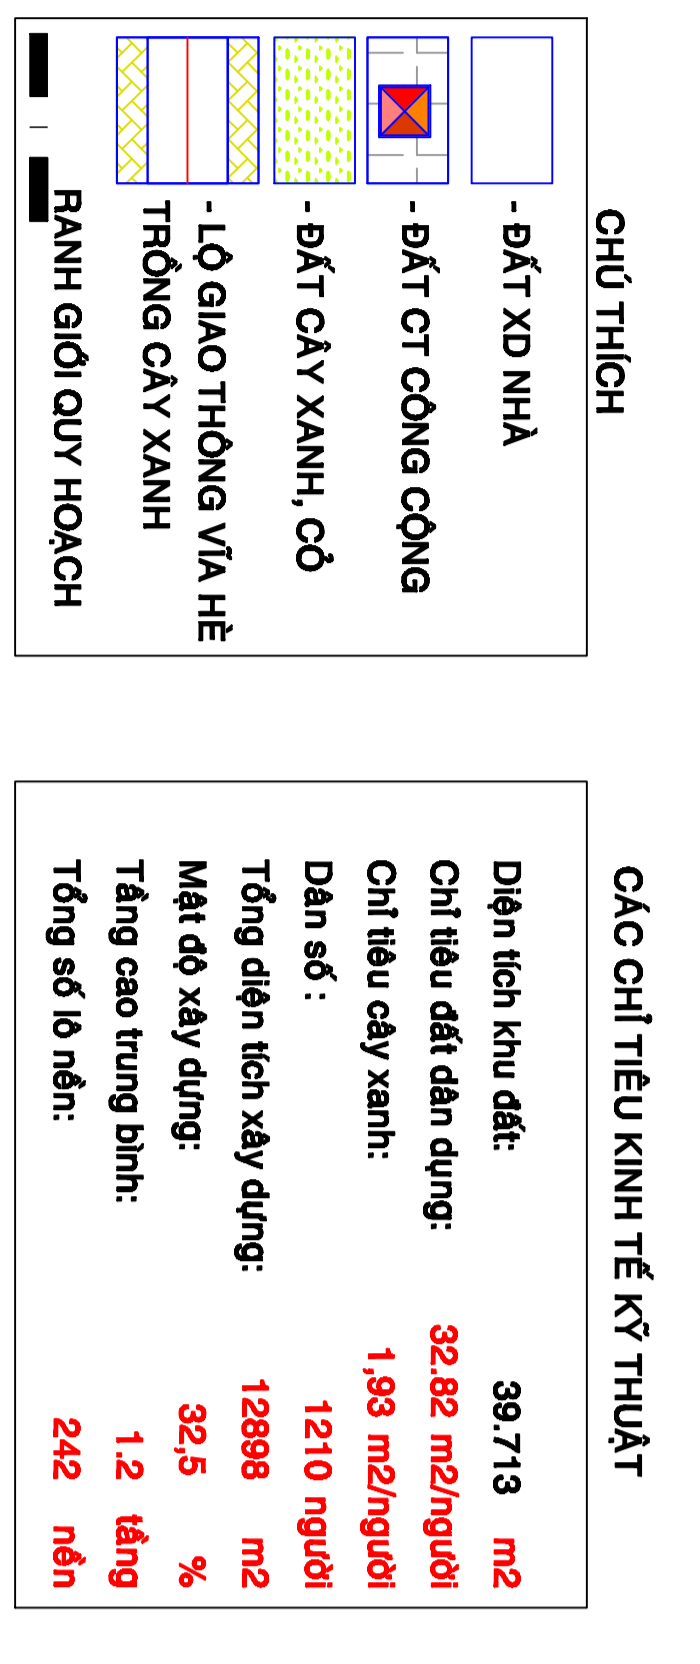 CHÚ THÍCH
- ĐẤT XD NHÀ
- ĐẤT CT CÔNG CỘNG
- ĐẤT CÂY XANH, CỎ
- LỘ GIAO THÔNG VĨA HÈ
TRỒNG CÂY XANH
RANH GIỚI QUY HOẠCH
CÁC CHỈ TIÊU KINH TẾ KỸ THUẬT
Diện tích khu đất: 39.713 m2
Chỉ tiêu đất dân dụng: 32.82 m2/người
Chỉ tiêu cây xanh: 1,93 m2/người
Dân số : 1210 người
Tổng diện tích xây dựng: 12898 m2
Mật độ xây dựng: 32,5 %
Tầng cao trung bình: 1.2 tầng
Tổng số lô nền: 242 nền